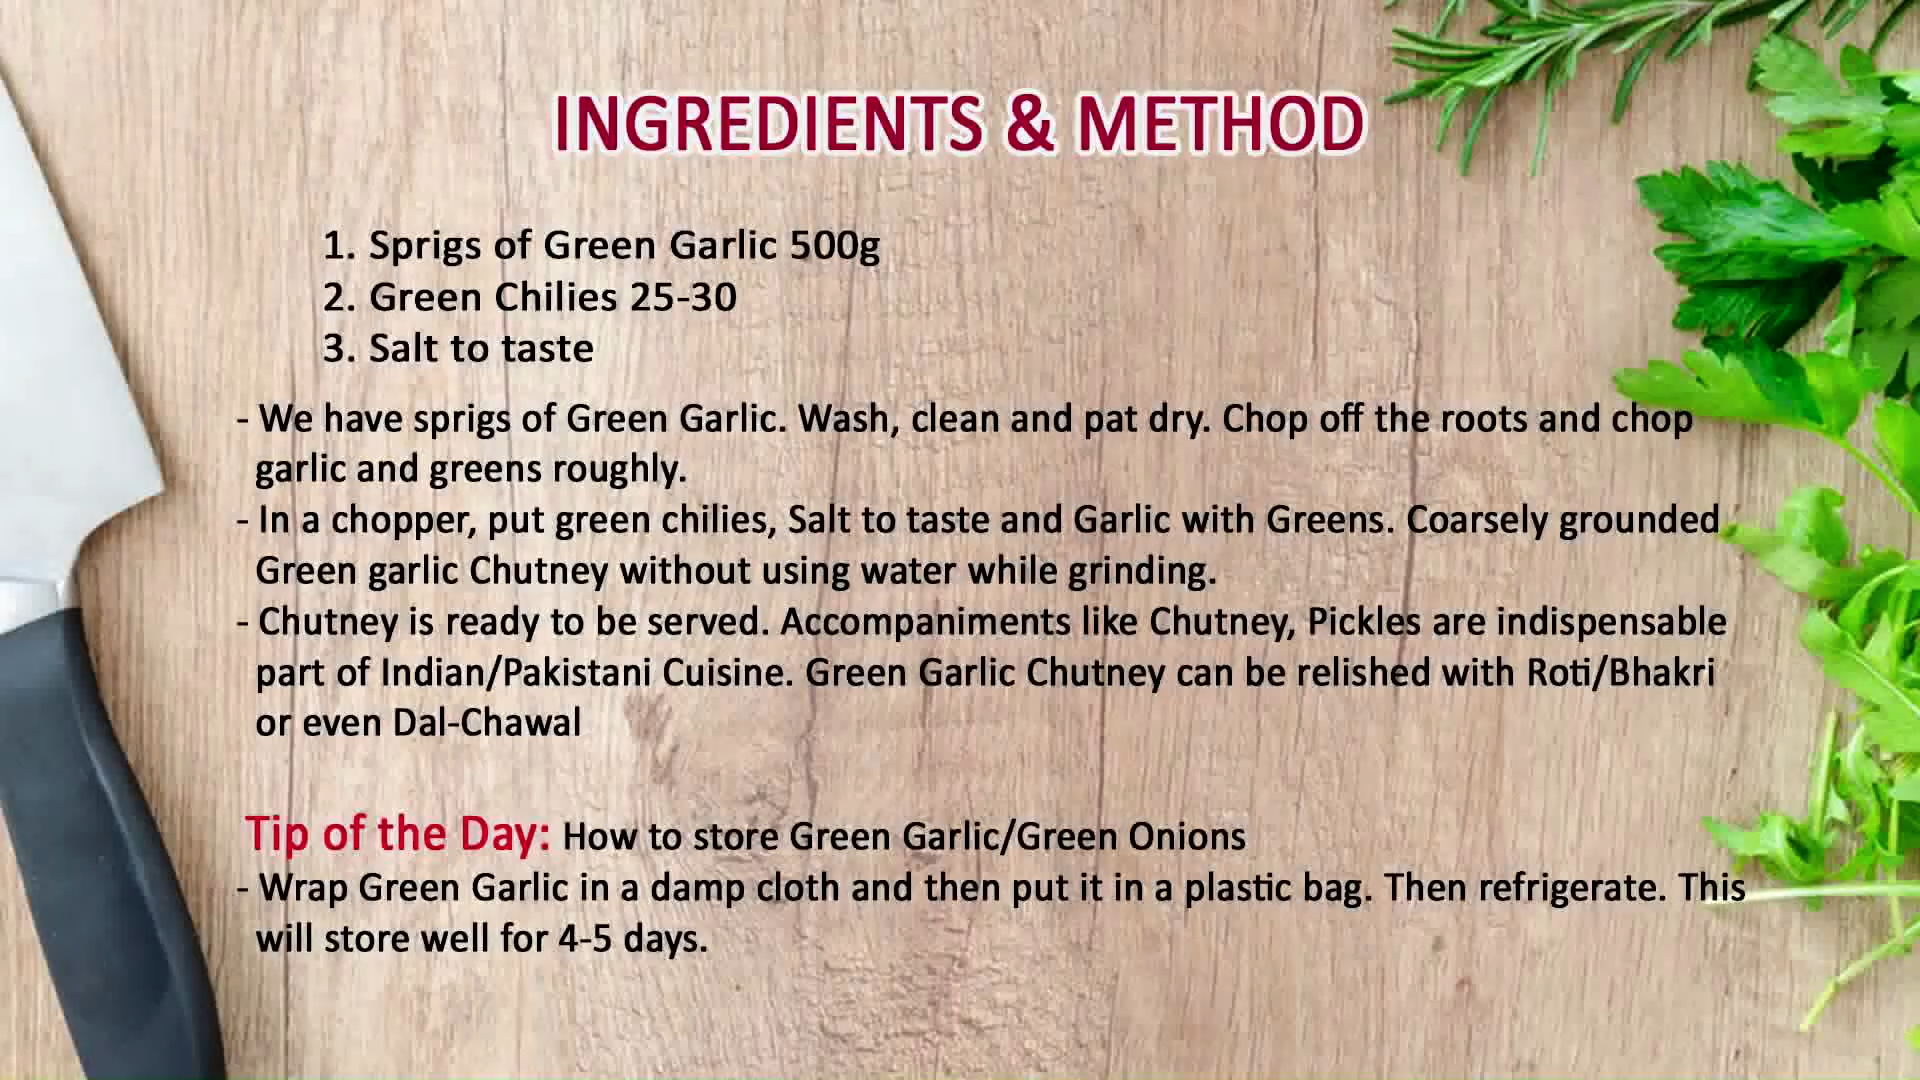 INGREDIENTS & METHOD
1. Sprigs of Green Garlic 500g
2. Green Chilies 25-30
3. Salt to taste
- We have sprigs of Green Garlic. Wash, clean and pat dry. Chop off the roots and chop
garlic and greens roughly.
- In a chopper, put green chilies, Salt to taste and Garlic with Greens. Coarsely grounded
Green garlic Chutney without using water while grinding.
- Chutney is ready to be served. Accompaniments like Chutney, Pickles are indispensable
part of Indian/Pakistani Cuisine. Green Garlic Chutney can be relished with Roti/Bhakri
or even Dal-Chawal
Tip of the Day: How to store Green Garlic/Green Onions
- Wrap Green Garlic in a damp cloth and then put it in a plastic bag. Then refrigerate. This
will store well for 4-5 days.